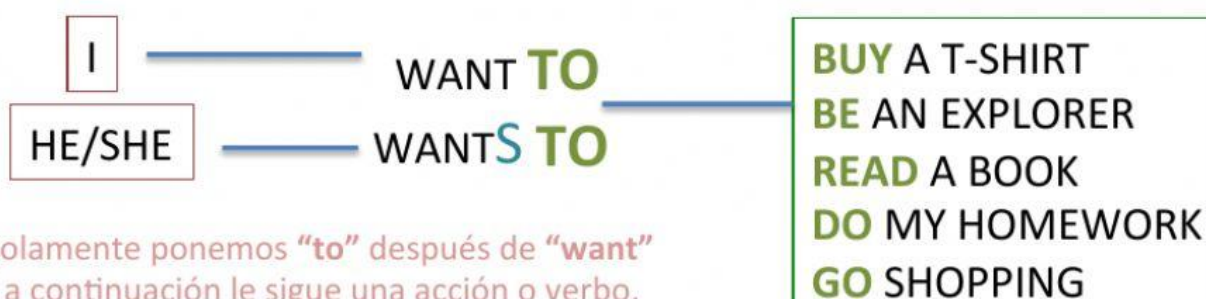 I
WANT TO
HE/SHE
WANTS TO
BUY A T-SHIRT
BE AN EXPLORER
READ A BOOK
DO MY HOMEWORK
GO SHOPPING
olamente ponemos “to” después de “want”
a continuación le sigue una acción o verbo.